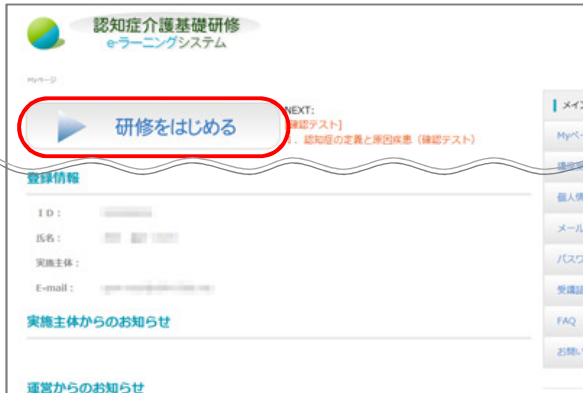 認知症介護基礎研修
e-ラーニングシステム
Myページ
研修をはじめる
NEXT:
確認テスト]
認知症の定義と原因疾患（確認テスト）
登録情報
ID：
氏名：
実施主体：
E-mail：
実施主体からのお知らせ
運営からのお知らせ
メイン
Myペー
個人情
メール
パスワ
受講証
FAQ
お問い